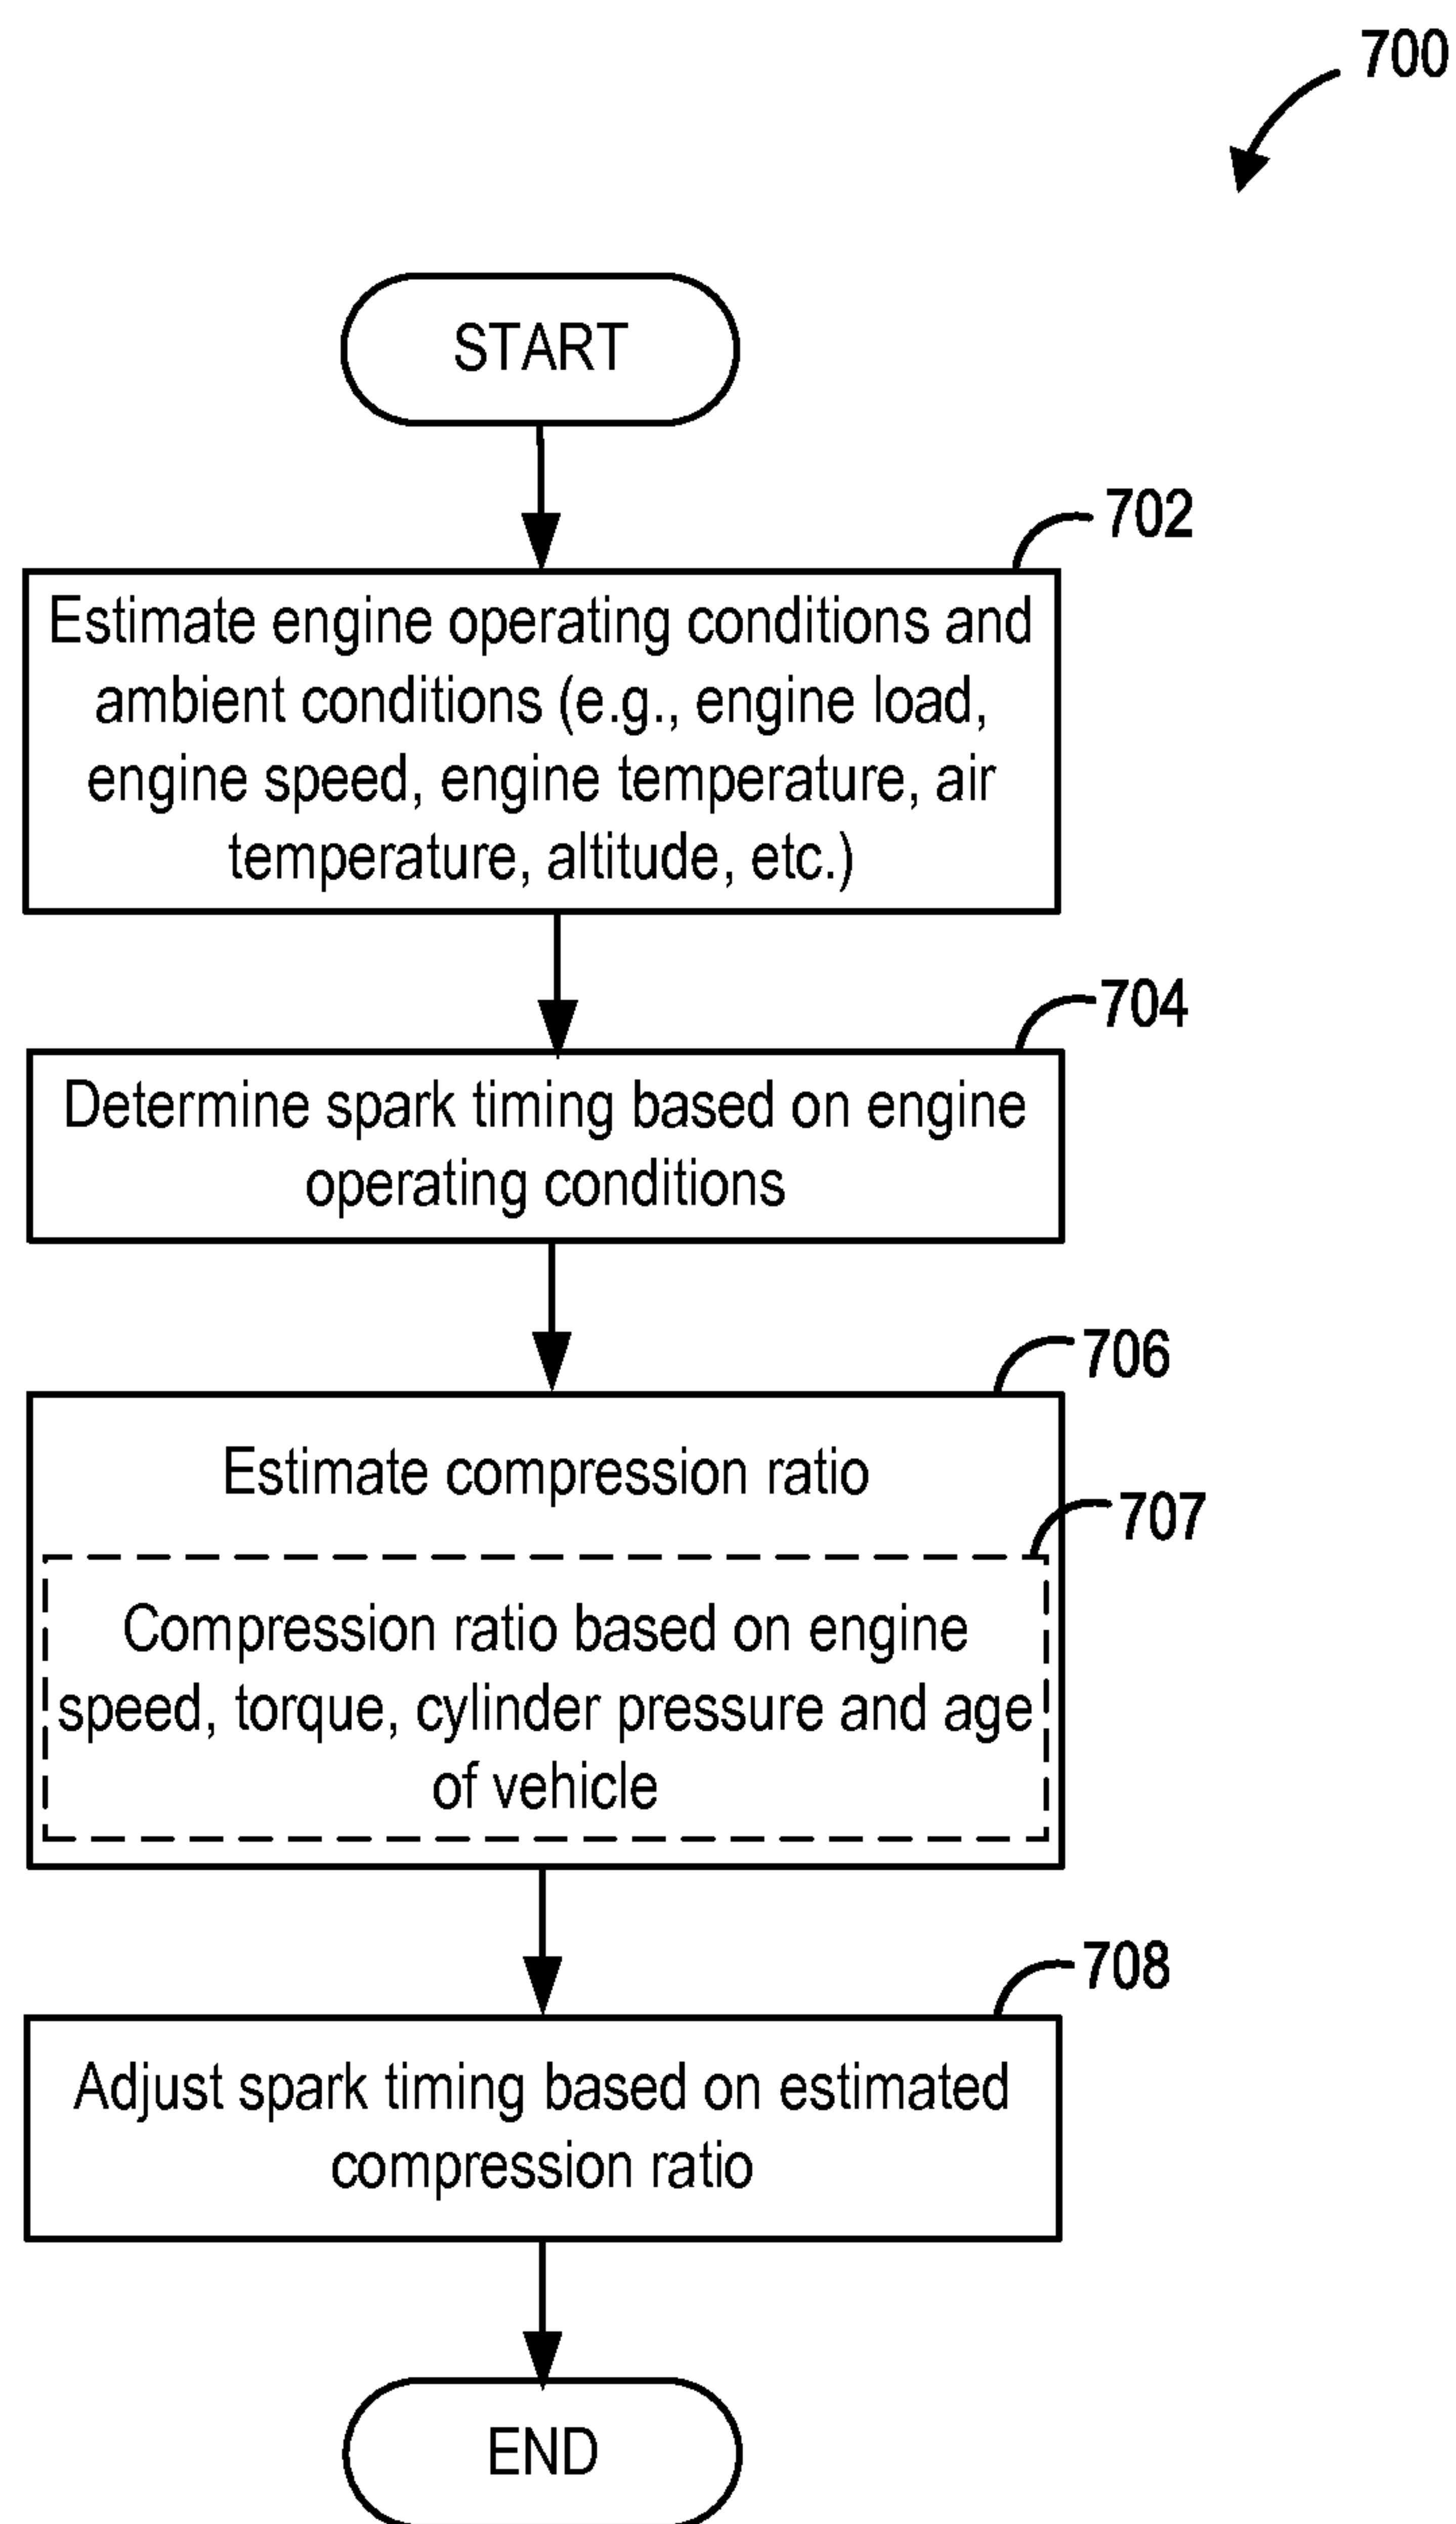 700
START
702
Estimate engine operating conditions and
ambient conditions (e.g., engine load,
engine speed, engine temperature, air
temperature, altitude, etc.)
704
Determine spark timing based on engine
operating conditions
706
Estimate compression ratio
707
Compression ratio based on engine
speed, torque, cylinder pressure and age
of vehicle
708
Adjust spark timing based on estimated
compression ratio
END